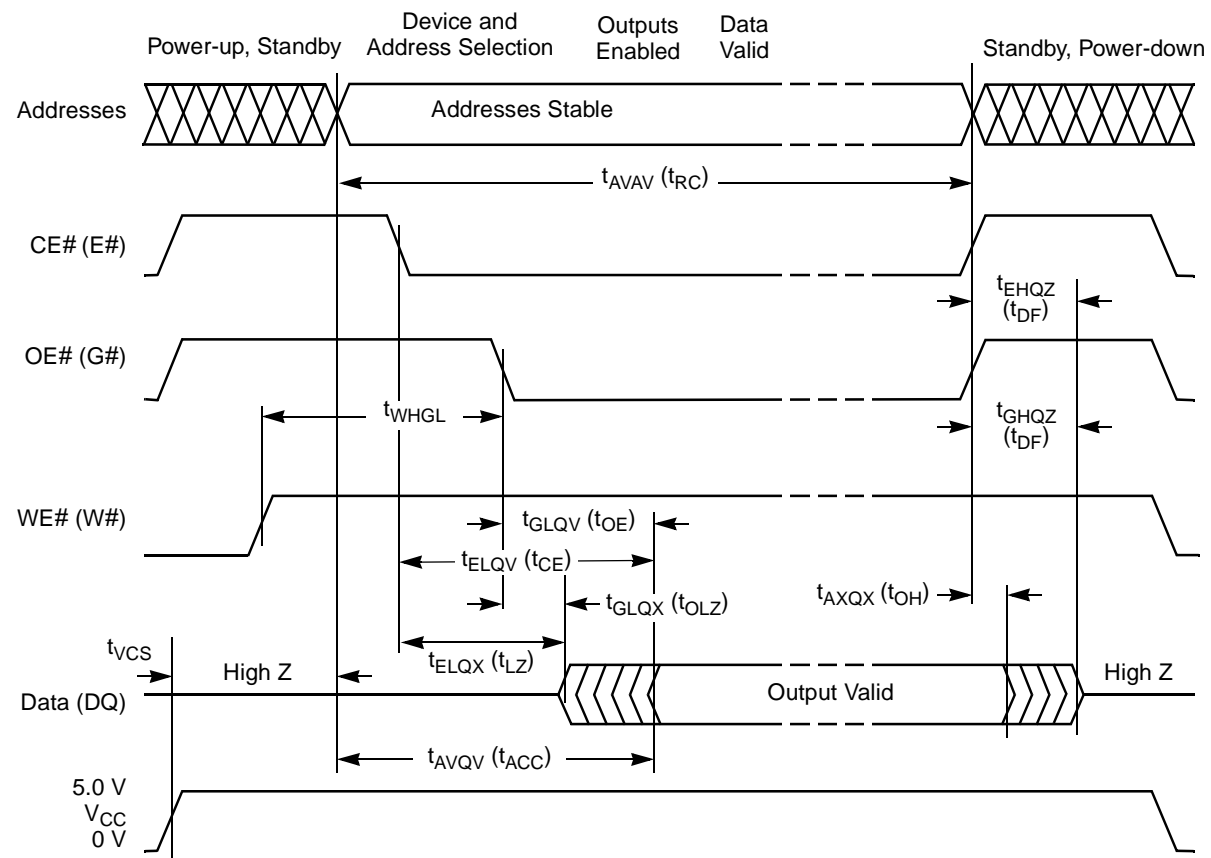 Power-up, Standby
Device and
Address Selection
Outputs
Enabled
Data
Valid
Standby, Power-down
Addresses
Addresses Stable
tAVAV (tRC)
CE# (E#)
tEHQZ
(tDF)
OE# (G#)
tWHGL
tGHQZ
(tDF)
WE# (W#)
tGLQV (tOE)
tELQV (tCE)
tGLQX (tOLZ)
tAXQX (tOH)
tVCS
High Z
tELQX (tLZ)
Output Valid
High Z
Data (DQ)
tAVQV (tACC)
5.0 V
VCC
0 V